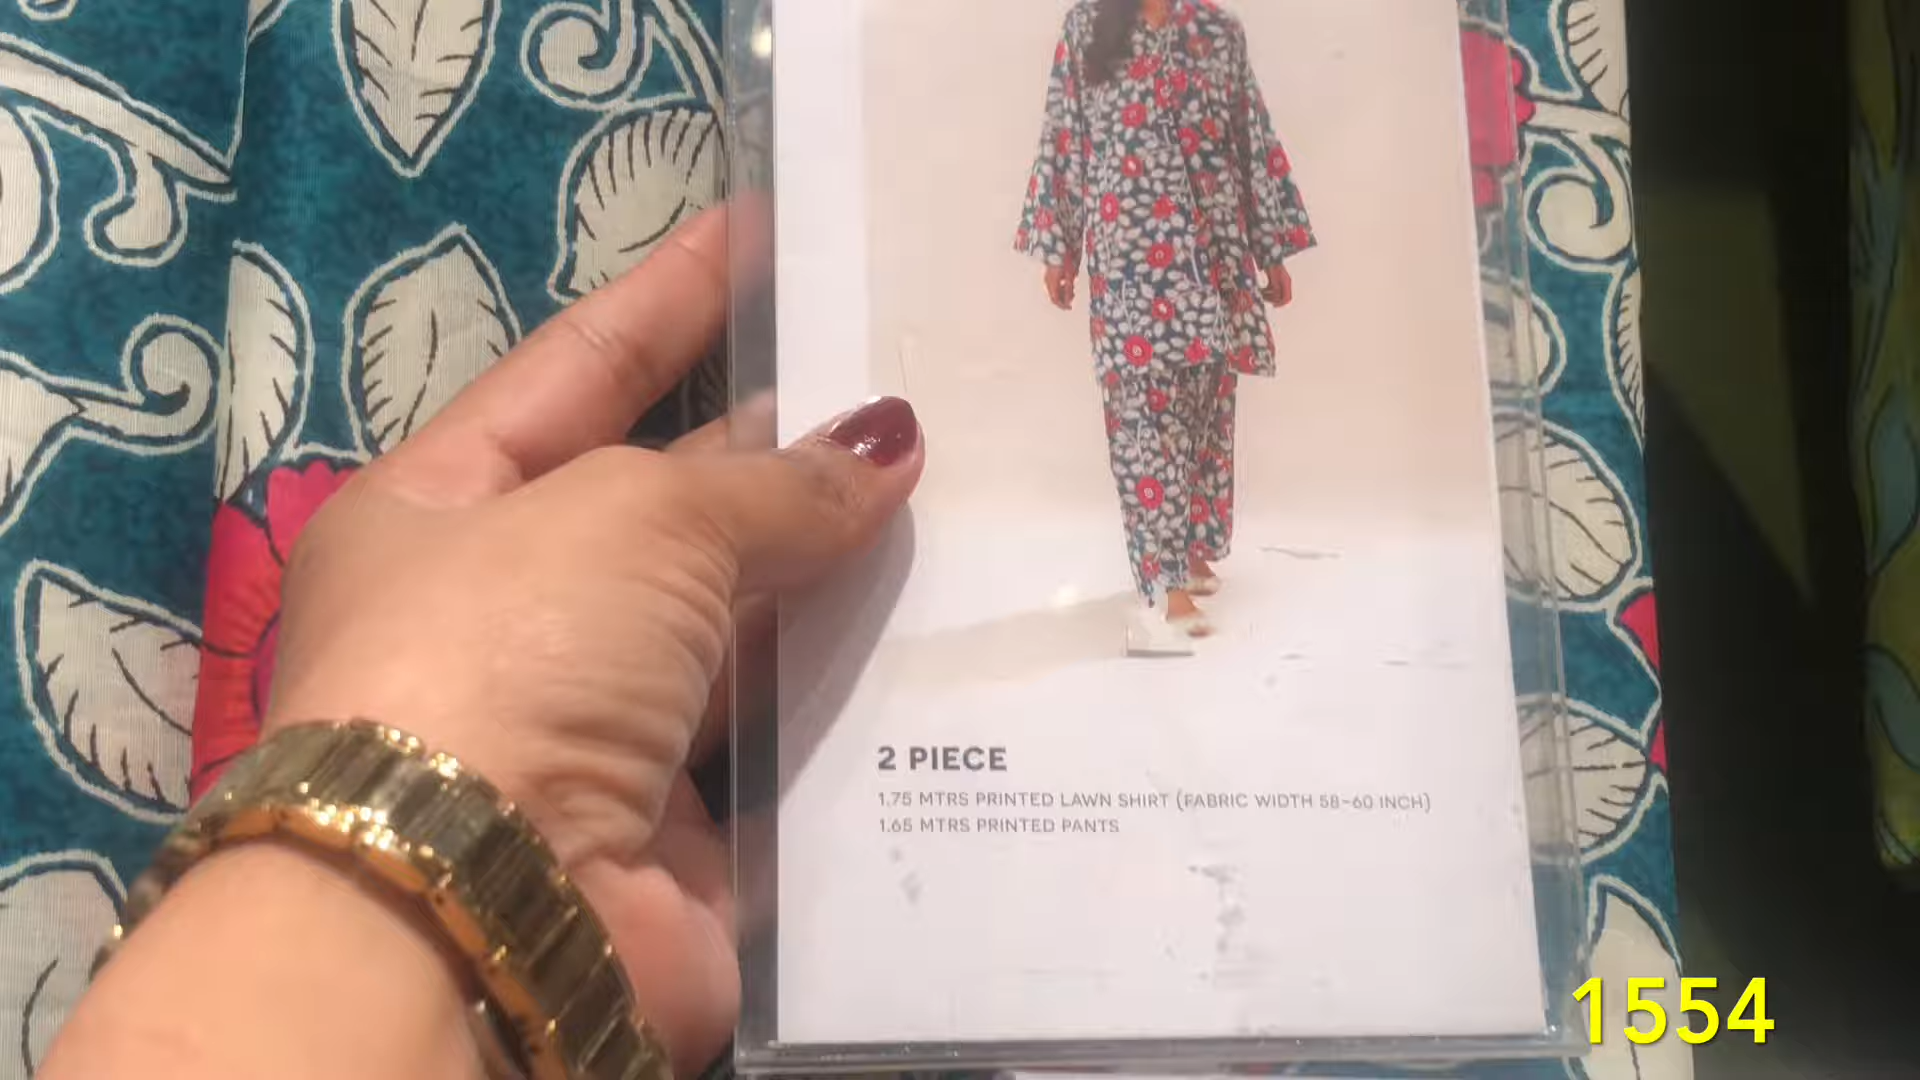 2 PIECE
1.75 MTRS PRINTED LAWN SHIRT (FABRIC WIDTH 58-60 INCH)
1.65 MTRS PRINTED PANTS
1554